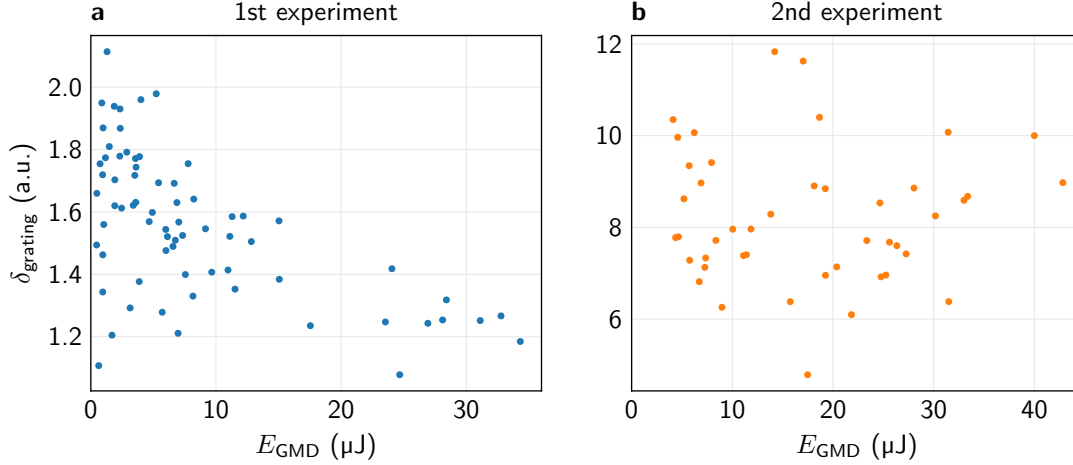 a 1st experiment
2.0
1.8
1.6
1.4
1.2
δgrating (a.u.)
0 10 20 30
EGMD (μJ)
b 2nd experiment
12
10
8
6
0 10 20 30 40
EGMD (μJ)